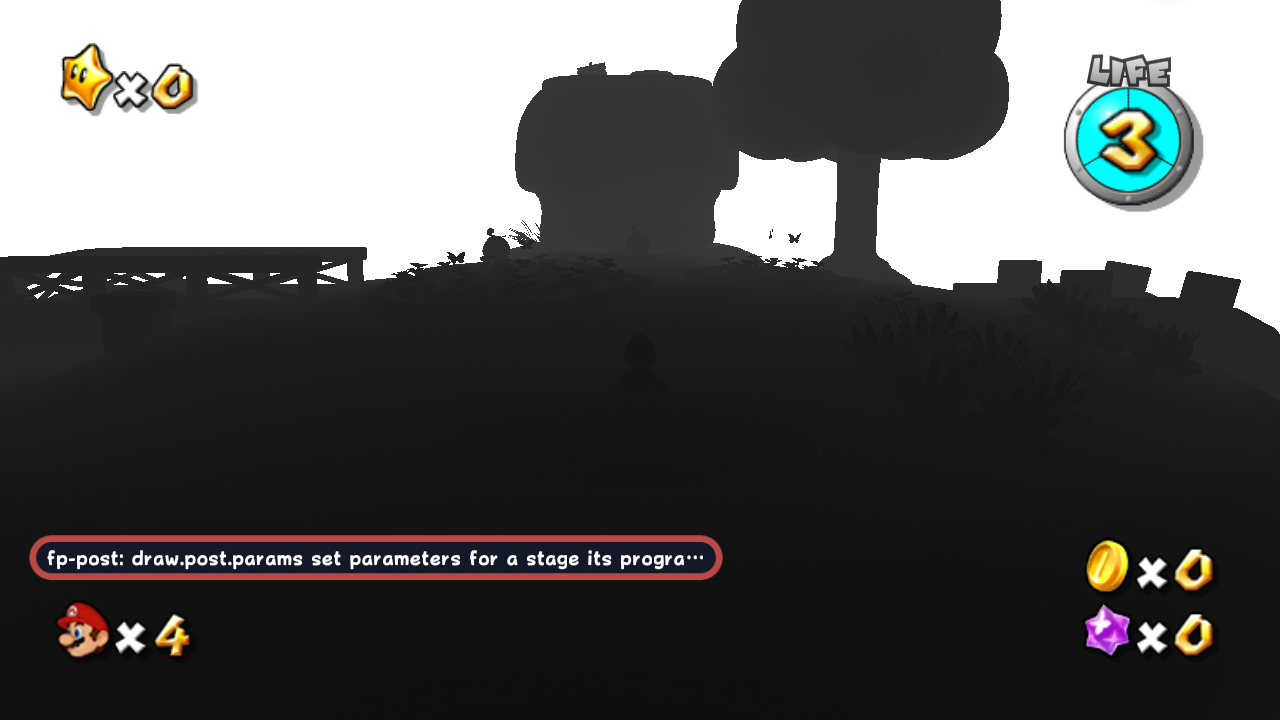 ×0
LIFE
3
fp-post: draw.post.params set parameters for a stage its progra…
×0
×4
×0